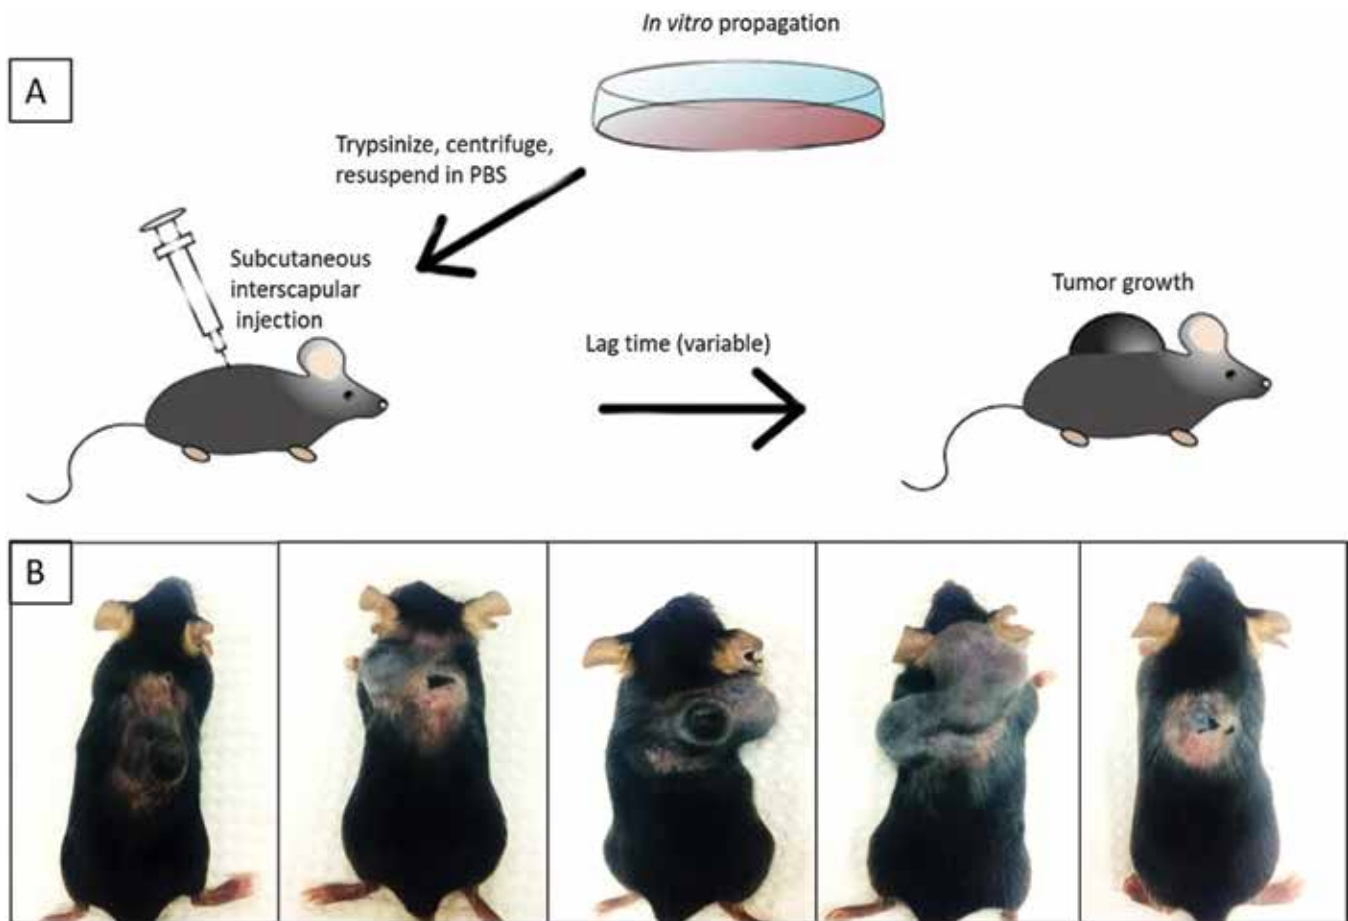 In vitro propagation
A
Trypsinize, centrifuge,
resuspend in PBS
Subcutaneous
interscapular
injection
Lag time (variable)
Tumor growth
B